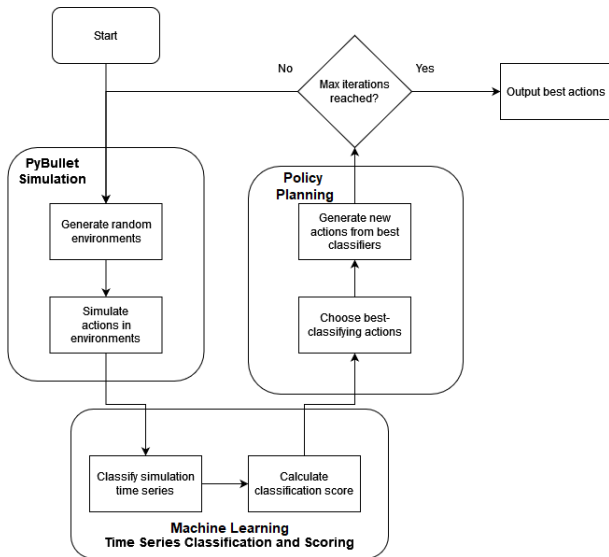 Start
No
Yes
Max iterations
reached?
Output best actions
PyBullet
Simulation
Generate random
environments
Simulate
actions in
environments
Policy
Planning
Generate new
actions from best
classifiers
Choose best-
classifying actions
Classify simulation
time series
Calculate
classification score
Machine Learning
Time Series Classification and Scoring